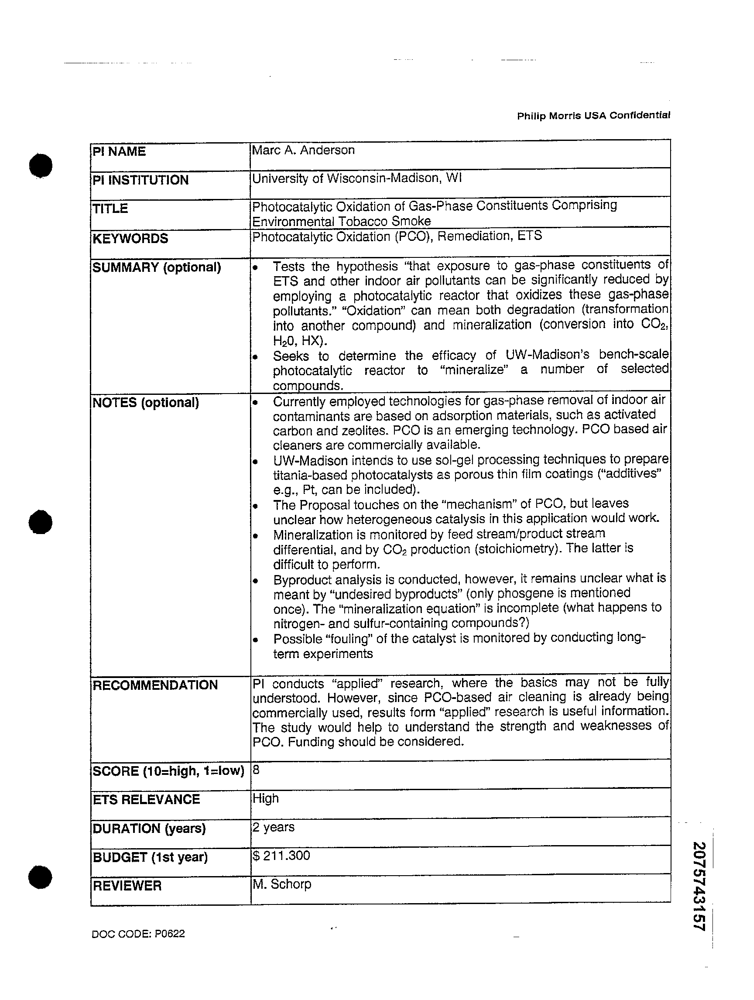 Philip Morris USA Confidential
PI NAME
Marc A. Anderson
PI INSTITUTION
University of Wisconsin-Madison, WI
TITLE
Photocatalytic Oxidation of Gas-Phase Constituents Comprising
Environmental Tobacco Smoke
KEYWORDS
Photocatalytic Oxidation (PCO), Remediation, ETS
SUMMARY (optional)
• Tests the hypothesis "that exposure to gas-phase constituents of
ETS and other indoor air pollutants can be significantly reduced by
employing a photocatalytic reactor that oxidizes these gas-phase
pollutants." "Oxidation" can mean both degradation (transformation
into another compound) and mineralization (conversion into CO₂,
H₂0, HX).
• Seeks to determine the efficacy of UW-Madison's bench-scale
photocatalytic reactor to "mineralize" a number of selected
compounds.
NOTES (optional)
• Currently employed technologies for gas-phase removal of indoor air
contaminants are based on adsorption materials, such as activated
carbon and zeolites. PCO is an emerging technology. PCO based air
cleaners are commercially available.
• UW-Madison intends to use sol-gel processing techniques to prepare
titania-based photocatalysts as porous thin film coatings ("additives"
e.g., Pt, can be included).
• The Proposal touches on the "mechanism" of PCO, but leaves
unclear how heterogeneous catalysis in this application would work.
• Mineralization is monitored by feed stream/product stream
differential, and by CO₂ production (stoichiometry). The latter is
difficult to perform.
• Byproduct analysis is conducted, however, it remains unclear what is
meant by "undesired byproducts" (only phosgene is mentioned
once). The "mineralization equation" is incomplete (what happens to
nitrogen- and sulfur-containing compounds?)
• Possible "fouling" of the catalyst is monitored by conducting long-
term experiments
RECOMMENDATION
PI conducts "applied" research, where the basics may not be fully
understood. However, since PCO-based air cleaning is already being
commercially used, results form "applied" research is useful information.
The study would help to understand the strength and weaknesses of
PCO. Funding should be considered.
SCORE (10=high, 1=low)
8
ETS RELEVANCE
High
DURATION (years)
2 years
BUDGET (1st year)
$ 211.300
REVIEWER
M. Schorp
DOC CODE: P0622
2075743157